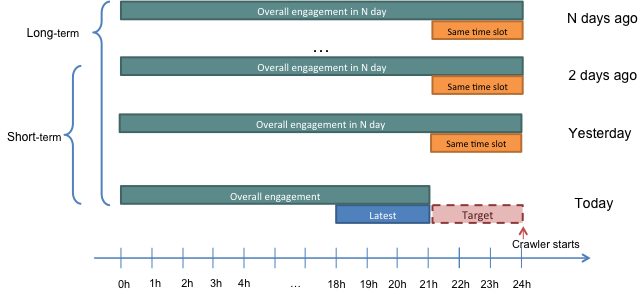 Overall engagement in N day
N days ago
Long-term
Same time slot
...
Overall engagement in N day
2 days ago
Same time slot
Overall engagement in N day
Yesterday
Short-term
Same time slot
Overall engagement
Today
Latest
Target
Crawler starts
0h 1h 2h 3h 4h ... 18h 19h 20h 21h 22h 23h 24h